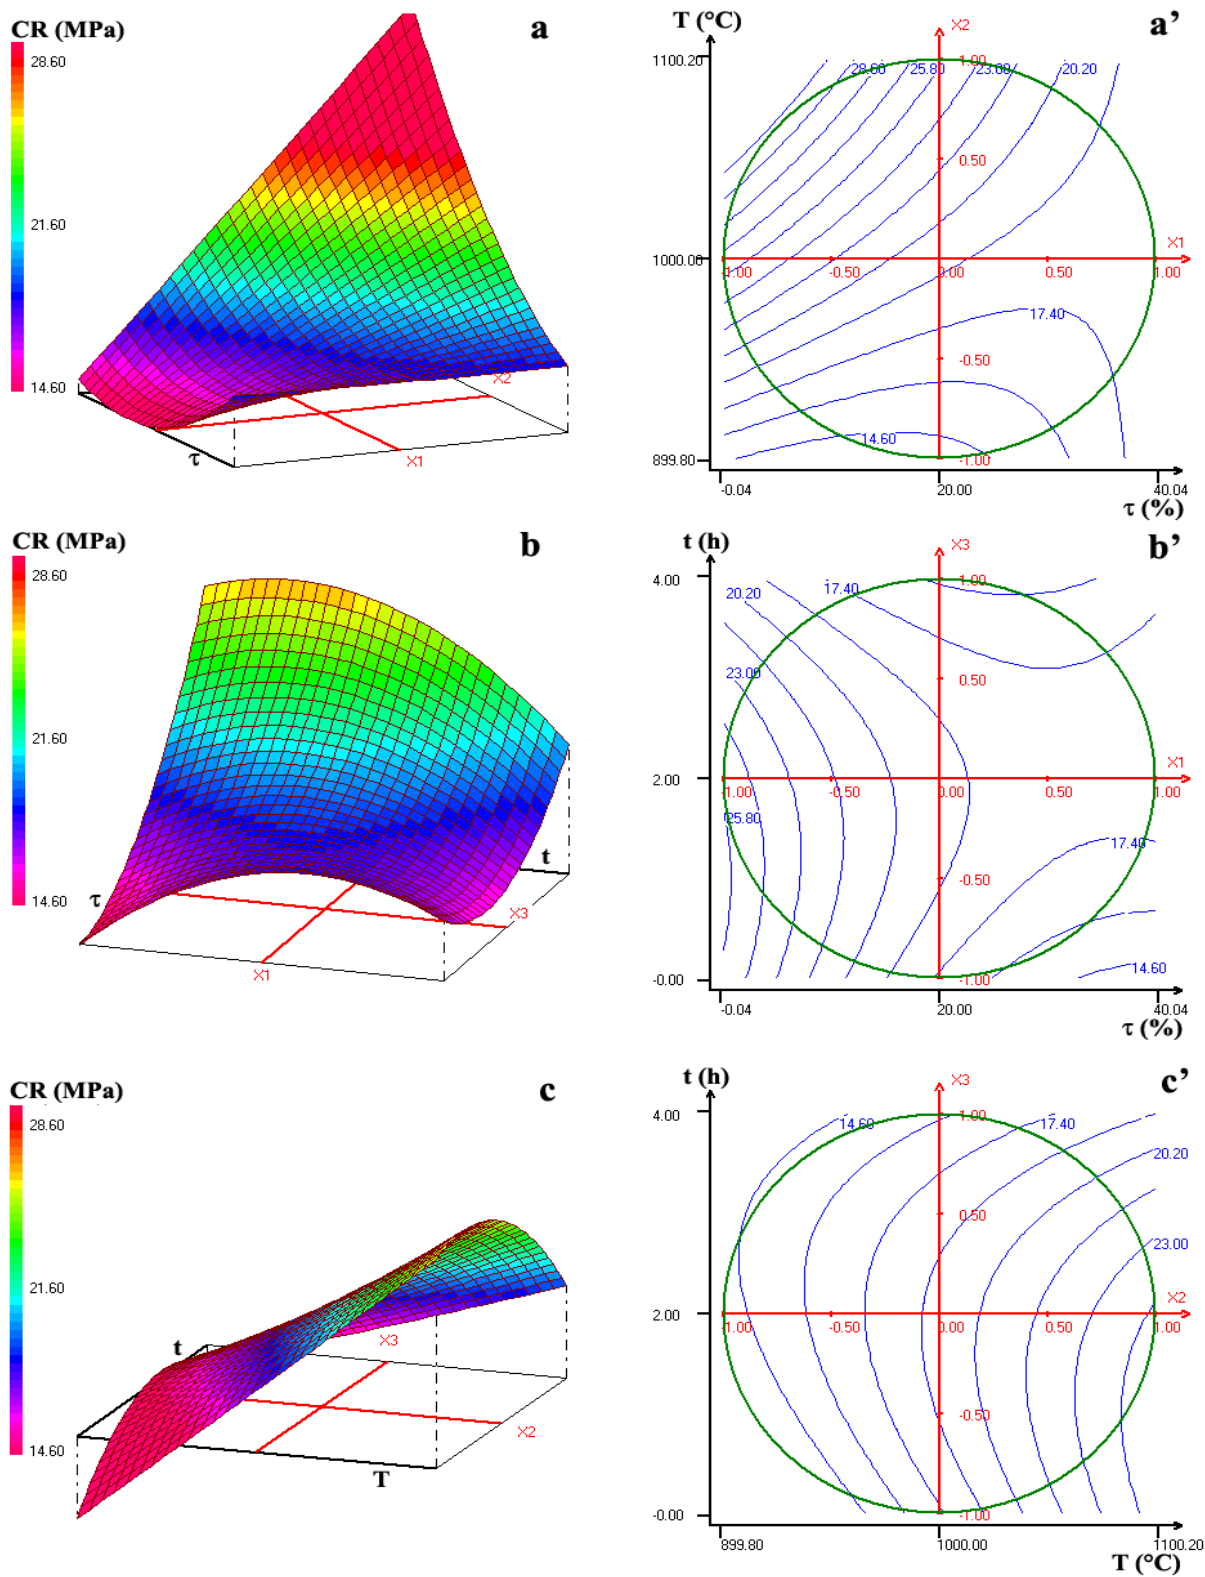 CR (MPa)
a
28.60
21.60
14.60
X2
τ
X1
T (°C)
X2
a’
1100.20
1.00
28.60
25.80
23.00
20.20
0.50
X1
1000.00
-1.00
-0.50
0.00
0.50
1.00
17.40
-0.50
14.60
899.80
-1.00
-0.04
20.00
40.04
τ (%)
CR (MPa)
b
28.60
21.60
14.60
t
τ
X3
X1
t (h)
X3
b’
4.00
1.00
17.40
20.20
23.00
0.50
X1
2.00
-1.00
-0.50
0.00
0.50
1.00
25.80
17.40
-0.50
14.60
-0.00
-1.00
-0.04
20.00
40.04
τ (%)
CR (MPa)
c
28.60
21.60
14.60
t
X3
X2
T
t (h)
X3
c’
4.00
1.00
14.60
17.40
20.20
0.50
23.00
X2
2.00
-1.00
-0.50
0.00
0.50
1.00
-0.50
-0.00
-1.00
899.80
1000.00
1100.20
T (°C)